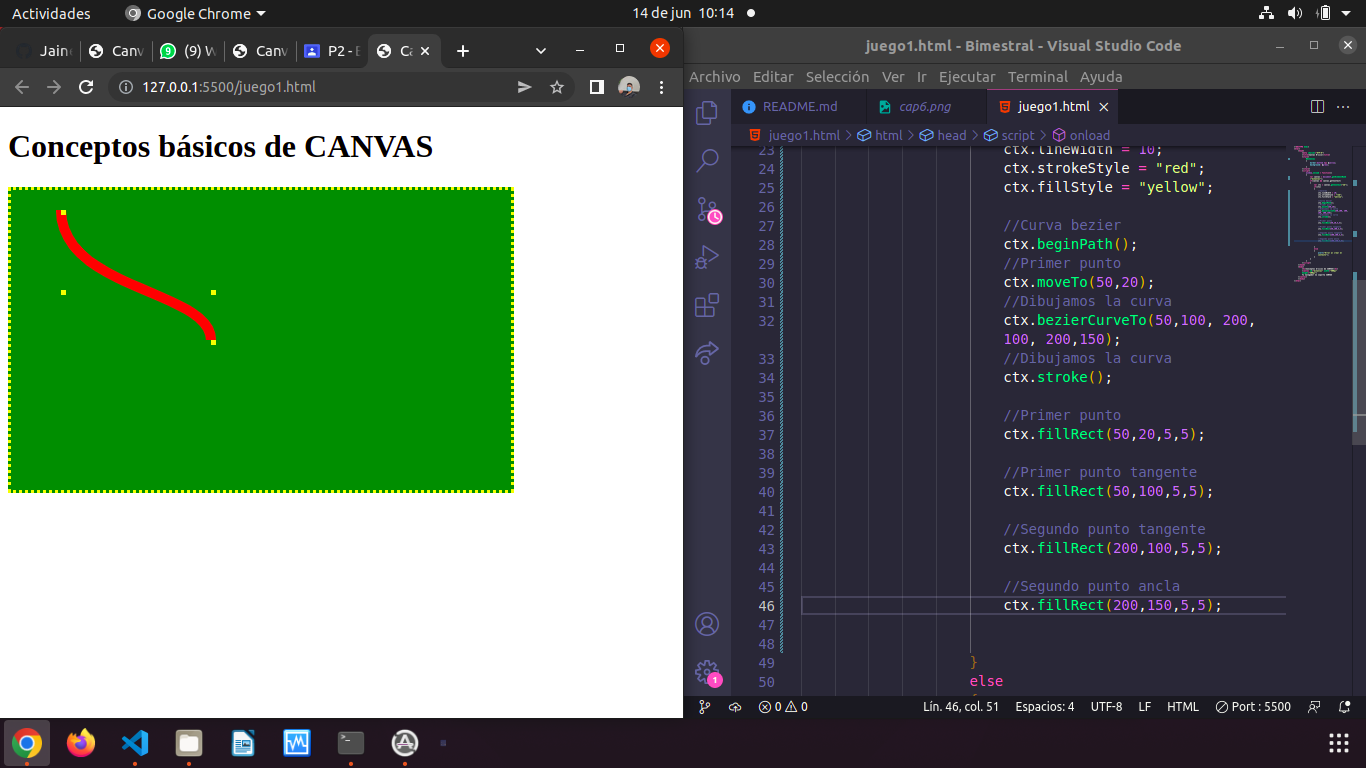 Actividades
Google Chrome
14 de jun 10:14
Jain
Canv
(9) W
Canv
P2 - E
Ca
127.0.0.1:5500/juego1.html
Conceptos básicos de CANVAS
juego1.html - Bimestral - Visual Studio Code
Archivo Editar Selección Ver Ir Ejecutar Terminal Ayuda
README.md
cap6.png
juego1.html
juego1.html > html > head > script > onload
23 ctx.lineWidth = 10;
24 ctx.strokeStyle = "red";
25 ctx.fillStyle = "yellow";
26
27 //Curva bezier
28 ctx.beginPath();
29 //Primer punto
30 ctx.moveTo(50,20);
31 //Dibujamos la curva
32 ctx.bezierCurveTo(50,100, 200,
100, 200,150);
33 //Dibujamos la curva
34 ctx.stroke();
35
36 //Primer punto
37 ctx.fillRect(50,20,5,5);
38
39 //Primer punto tangente
40 ctx.fillRect(50,100,5,5);
41
42 //Segundo punto tangente
43 ctx.fillRect(200,100,5,5);
44
45 //Segundo punto ancla
46 ctx.fillRect(200,150,5,5);
47
48
49 }
50 else
1
0 0
Lín. 46, col. 51
Espacios: 4
UTF-8
LF
HTML
Port : 5500